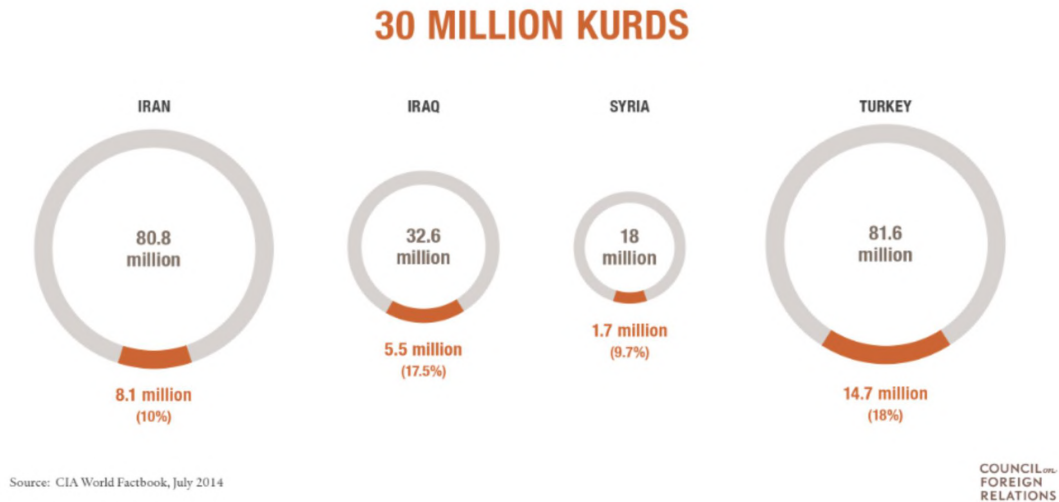 30 MILLION KURDS
IRAN
80.8
million
8.1 million
(10%)
IRAQ
32.6
million
5.5 million
(17.5%)
SYRIA
18
million
1.7 million
(9.7%)
TURKEY
81.6
million
14.7 million
(18%)
Source: CIA World Factbook, July 2014
COUNCIL on
FOREIGN
RELATIONS